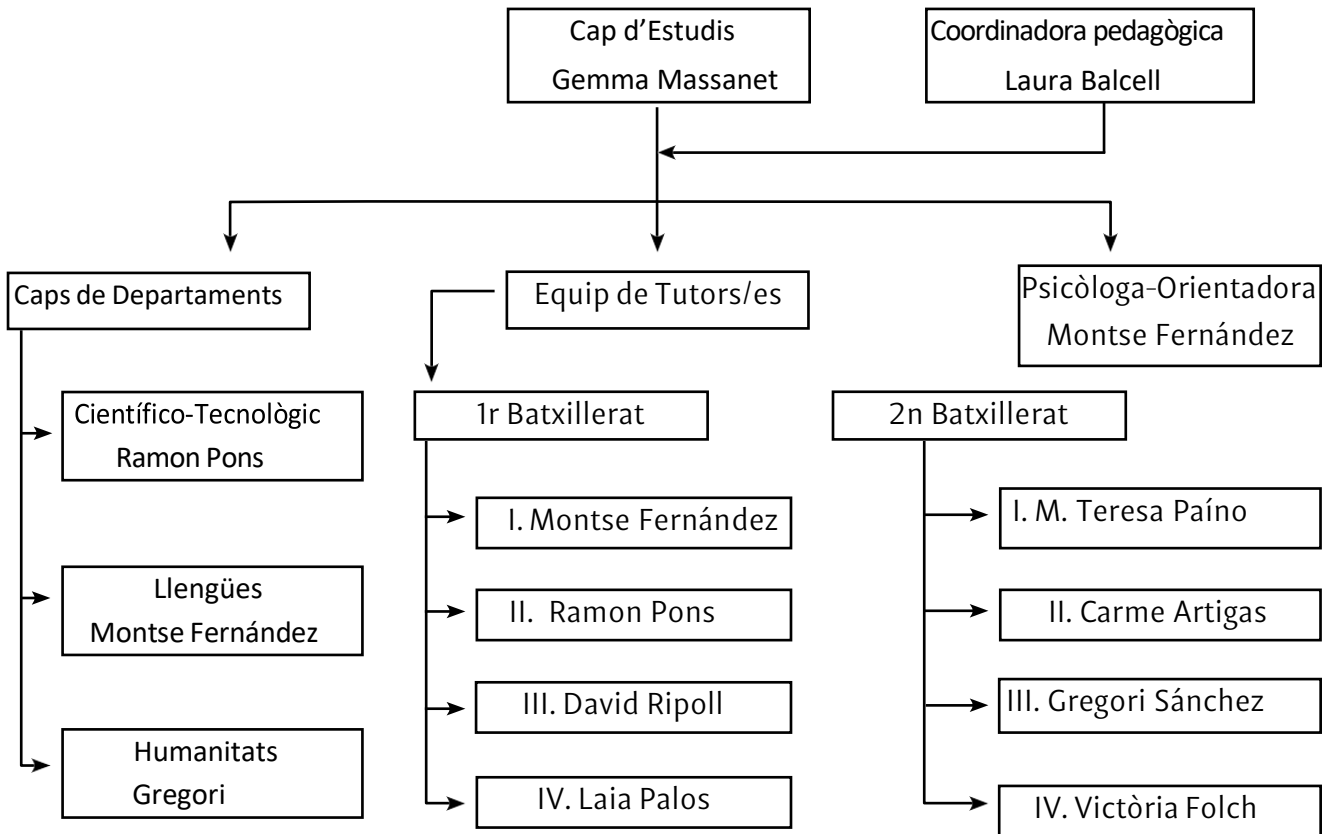 Cap d’Estudis
Gemma Massanet
Coordinadora pedagògica
Laura Balcell
Caps de Departaments
Equip de Tutors/es
Psicòloga-Orientadora
Montse Fernández
Científico-Tecnològic
Ramon Pons
Llengües
Montse Fernández
Humanitats
Gregori
1r Batxillerat
I. Montse Fernández
II. Ramon Pons
III. David Ripoll
IV. Laia Palos
2n Batxillerat
I. M. Teresa Paíno
II. Carme Artigas
III. Gregori Sánchez
IV. Victòria Folch